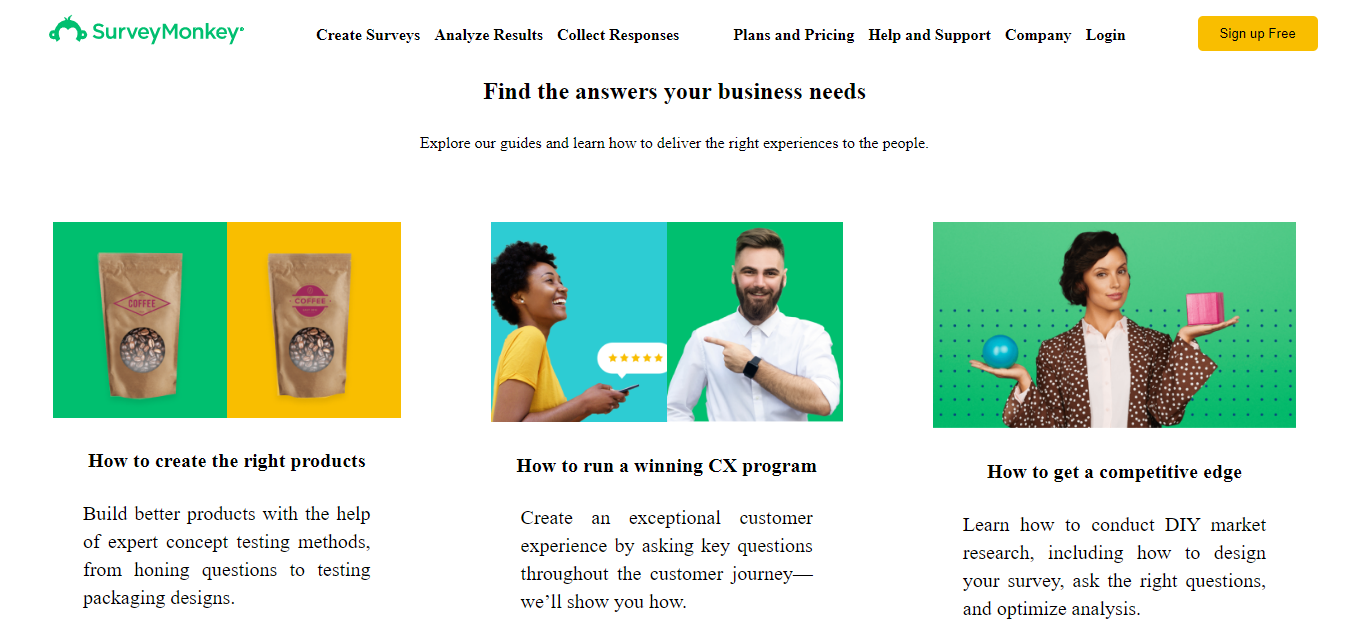 SurveyMonkey
Create Surveys Analyze Results Collect Responses Plans and Pricing Help and Support Company Login Sign up Free
Find the answers your business needs
Explore our guides and learn how to deliver the right experiences to the people.
COFFEE
COFFEE
How to create the right products
Build better products with the help
of expert concept testing methods,
from honing questions to testing
packaging designs.
How to run a winning CX program
Create an exceptional customer
experience by asking key questions
throughout the customer journey—
we’ll show you how.
How to get a competitive edge
Learn how to conduct DIY market
research, including how to design
your survey, ask the right questions,
and optimize analysis.